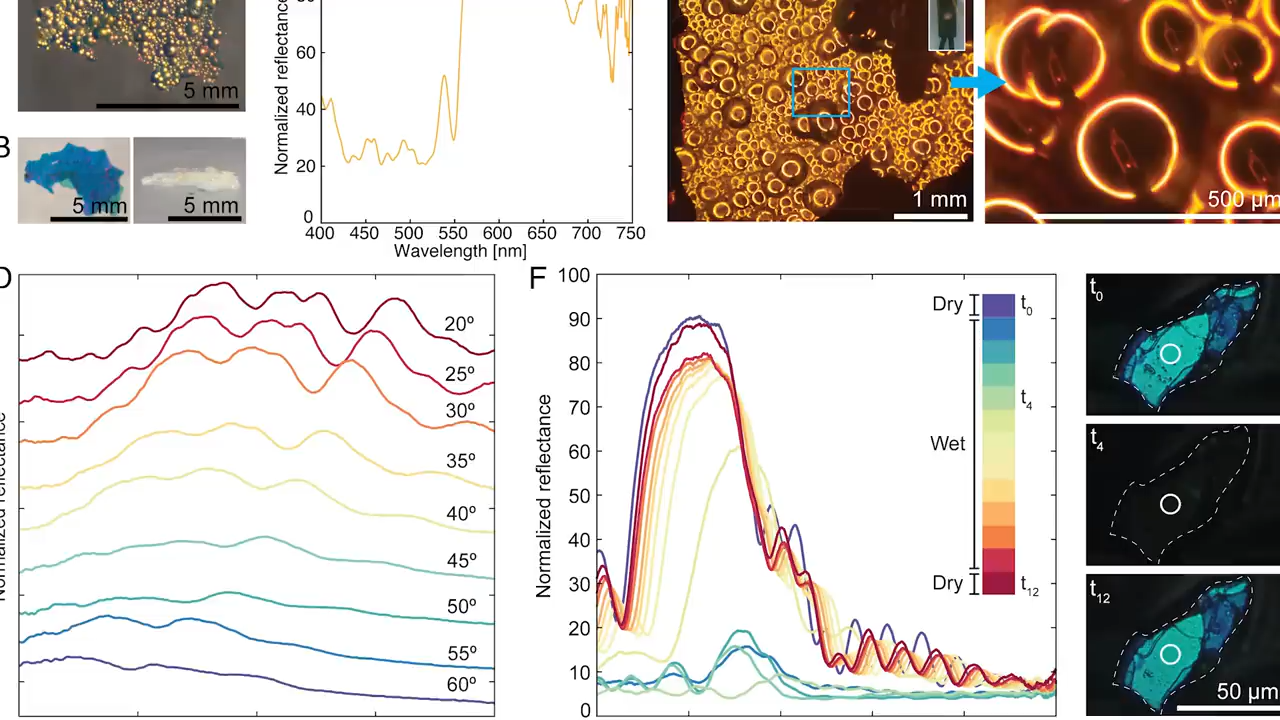 5 mm
B
5 mm
5 mm
Normalized reflectance
60
40
20
0
400 450 500 550 600 650 700 750
Wavelength [nm]
1 mm
500 µm
D
20º
25º
30º
35º
40º
45º
50º
55º
60º
F
Normalized reflectance
100
90
80
70
60
50
40
30
20
10
0
Dry
t0
t4
Wet
Dry
t12
t0
t4
t12
50 µm